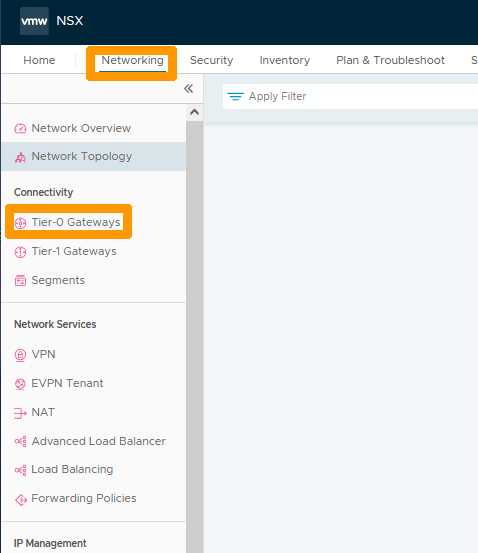 vmw NSX
Home Networking Security Inventory Plan & Troubleshoot S
Apply Filter
Network Overview
Network Topology
Connectivity
Tier-0 Gateways
Tier-1 Gateways
Segments
Network Services
VPN
EVPN Tenant
NAT
Advanced Load Balancer
Load Balancing
Forwarding Policies
IP Management